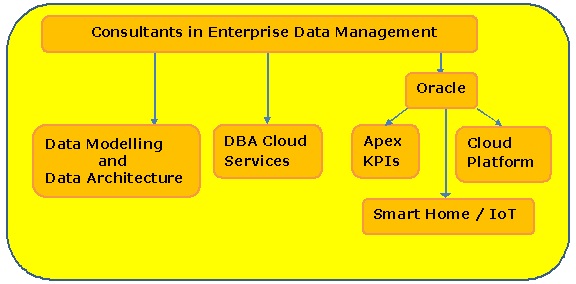 Consultants in Enterprise Data Management
Oracle
Data Modelling
and
Data Architecture
DBA Cloud
Services
Apex
KPIs
Cloud
Platform
Smart Home / IoT